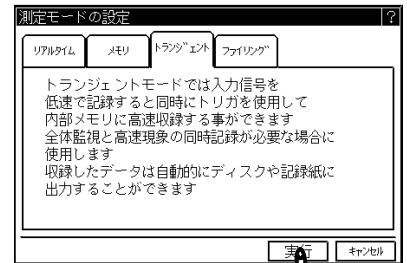 測定モードの設定 ?
ﾘｱﾙﾀｲﾑ ﾒﾓﾘ ﾄﾗﾝｼﾞｪﾝﾄ ﾌｧｲﾘﾝｸﾞ
トランジェントモードでは入力信号を
低速で記録すると同時にトリガを使用して
内部メモリに高速収録する事ができます
全体監視と高速現象の同時記録が必要な場合に
使用します
収録したデータは自動的にディスクや記録紙に
出力することができます
実行 ｷｬﾝｾﾙ